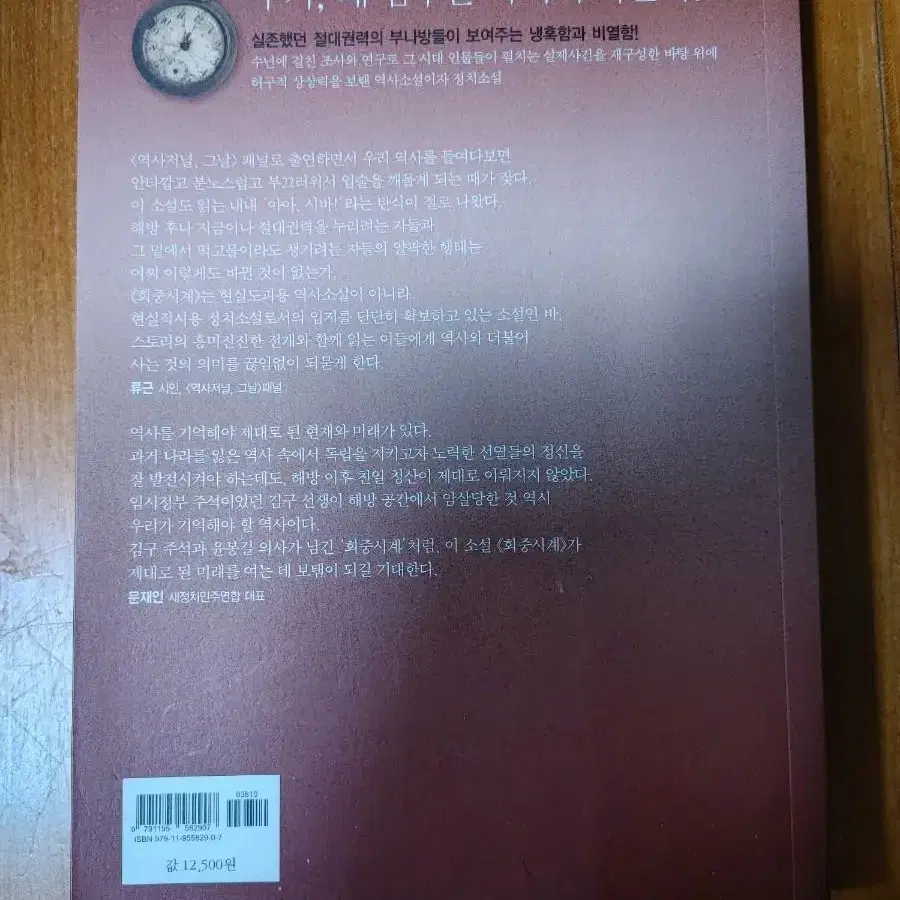 실존했던 절대권력의 부나방들이 보여주는 냉혹함과 비열함!
수년에 걸친 조사와 연구로 그 시대 인물들이 펼치는 실제사건을 재구성한 바탕 위에
허구적 상상력을 보탠 역사소설이자 정치소설
《역사저널, 그날》 패널로 출연하면서 우리 역사를 들여다보면
안타깝고 분노스럽고 부끄러워서 입술을 깨물게 되는 때가 잦다.
이 소설도 읽는 내내 '아아, 시바!'라는 탄식이 절로 나왔다.
해방 후나 지금이나 절대권력을 누리려는 자들과
그 밑에서 떡고물이라도 챙기려는 자들의 얄팍한 행태는
어찌 이렇게도 바뀐 것이 없는가.
《회중시계》는 현실도피용 역사소설이 아니라
현실직시용 정치소설로서의 입지를 단단히 확보하고 있는 소설인 바,
스토리의 흥미진진한 전개와 함께 읽는 이들에게 역사와 더불어
사는 것의 의미를 끊임없이 되묻게 한다.
류근 시인, 《역사저널, 그날》패널
역사를 기억해야 제대로 된 현재와 미래가 있다.
과거 나라를 잃은 역사 속에서 독립을 지키고자 노력한 선열들의 정신을
잘 발전시켜야 하는데도, 해방 이후 친일 청산이 제대로 이뤄지지 않았다.
임시정부 주석이었던 김구 선생이 해방 공간에서 암살당한 것 역시
우리가 기억해야 할 역사이다.
김구 주석과 윤봉길 의사가 남긴 '회중시계'처럼, 이 소설 《회중시계》가
제대로 된 미래를 여는 데 보탬이 되길 기대한다.
문재인 새정치민주연합 대표
03810
9 791195 562907
ISBN 979-11-955629-0-7
값 12,500원